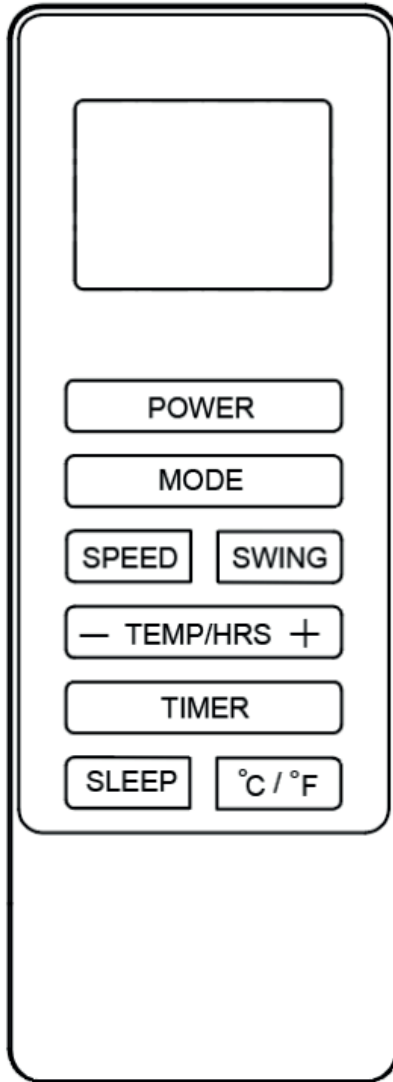 POWER
MODE
SPEED SWING
− TEMP/HRS +
TIMER
SLEEP °C / °F